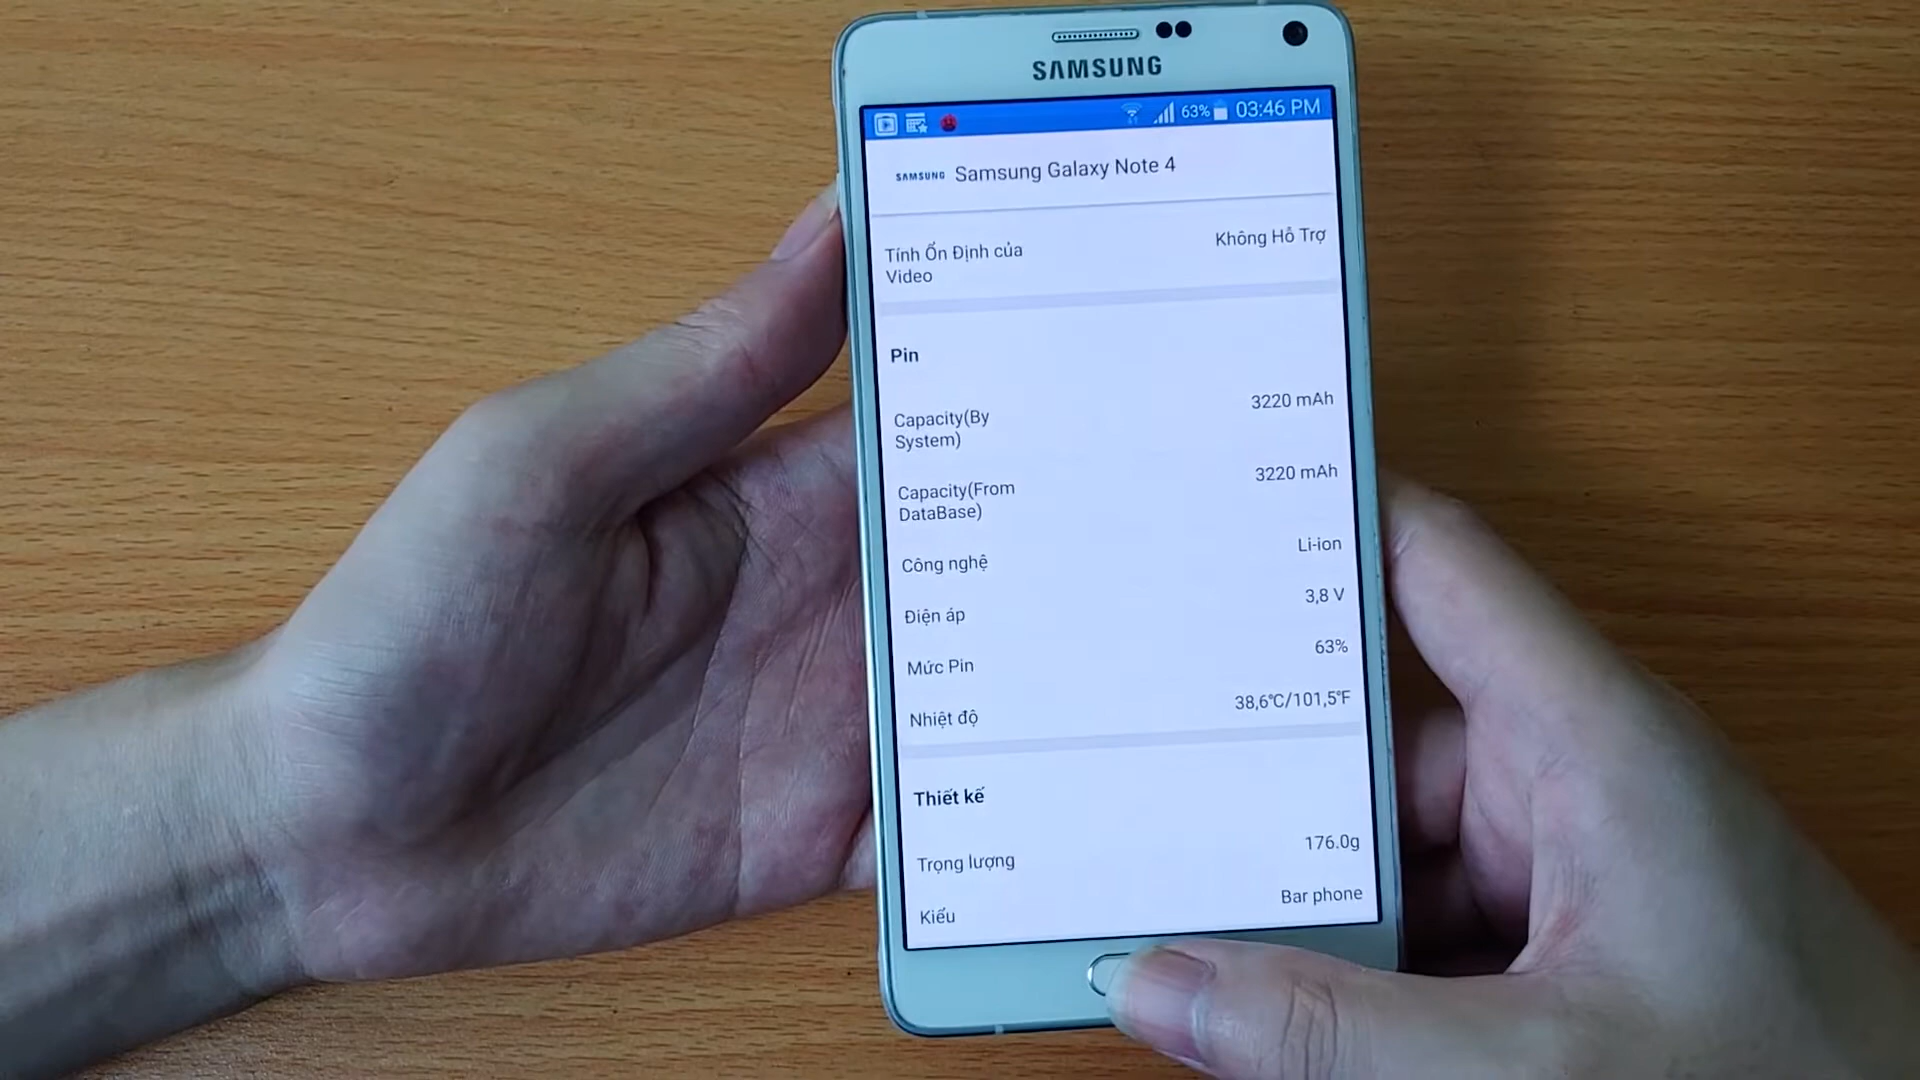 SAMSUNG
63% 03:46 PM
SAMSUNG Samsung Galaxy Note 4
Tính Ổn Định của Không Hỗ Trợ
Video
Pin
Capacity(By 3220 mAh
System)
Capacity(From 3220 mAh
DataBase)
Công nghệ Li-ion
Điện áp 3,8 V
Mức Pin 63%
Nhiệt độ 38,6℃/101,5℉
Thiết kế
Trọng lượng 176.0g
Kiểu Bar phone